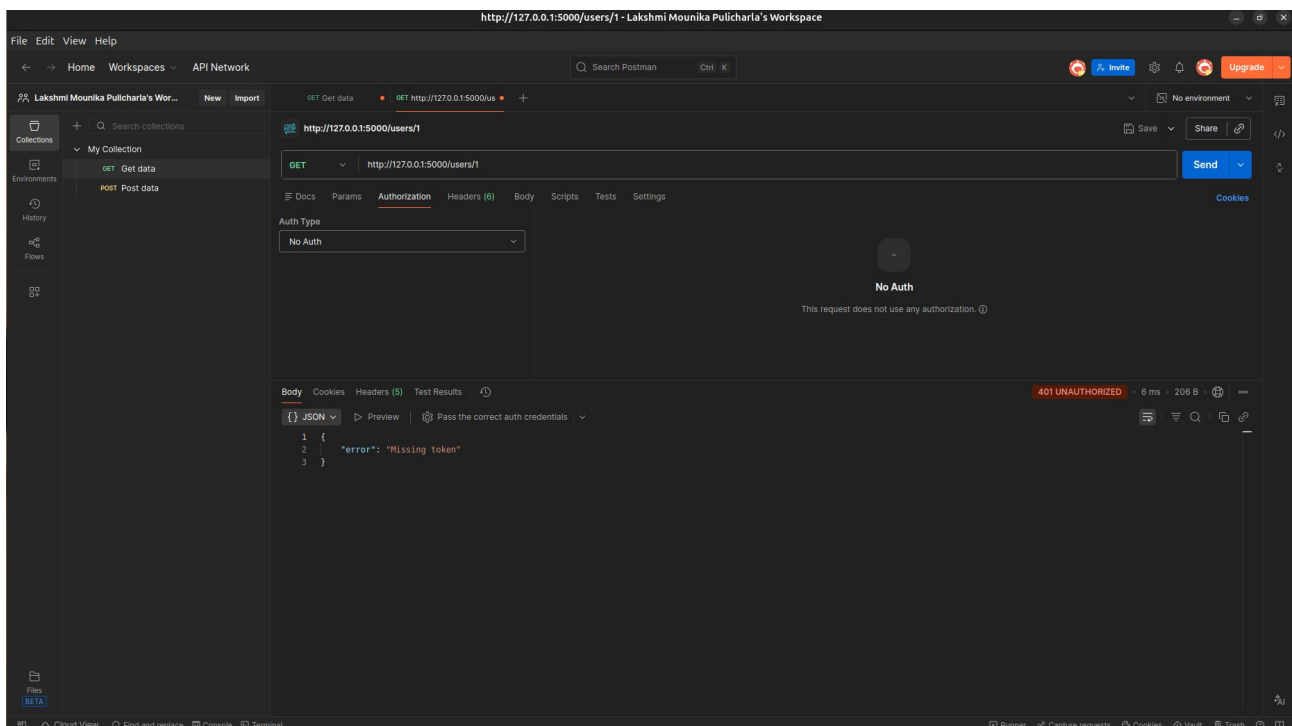 http://127.0.0.1:5000/users/1 - Lakshmi Mounika Pulicharla's Workspace
File Edit View Help
Home Workspaces API Network Search Postman Ctrl K Invite Upgrade
Lakshmi Mounika Pulicharla's Wor... New Import GET Get data GET http://127.0.0.1:5000/us No environment
Collections Search collections http://127.0.0.1:5000/users/1 Save Share
My Collection
GET Get data GET http://127.0.0.1:5000/users/1 Send
Environments
POST Post data
Docs Params Authorization Headers (6) Body Scripts Tests Settings Cookies
History
Auth Type
No Auth
Flows
No Auth
This request does not use any authorization.
Body Cookies Headers (5) Test Results 401 UNAUTHORIZED 6 ms 206 B
{} JSON Preview Pass the correct auth credentials
1 {
2 "error": "Missing token"
3 }
Files
BETA
Cloud View Find and replace Console Terminal Runner Capture requests Cookies Vault Trash